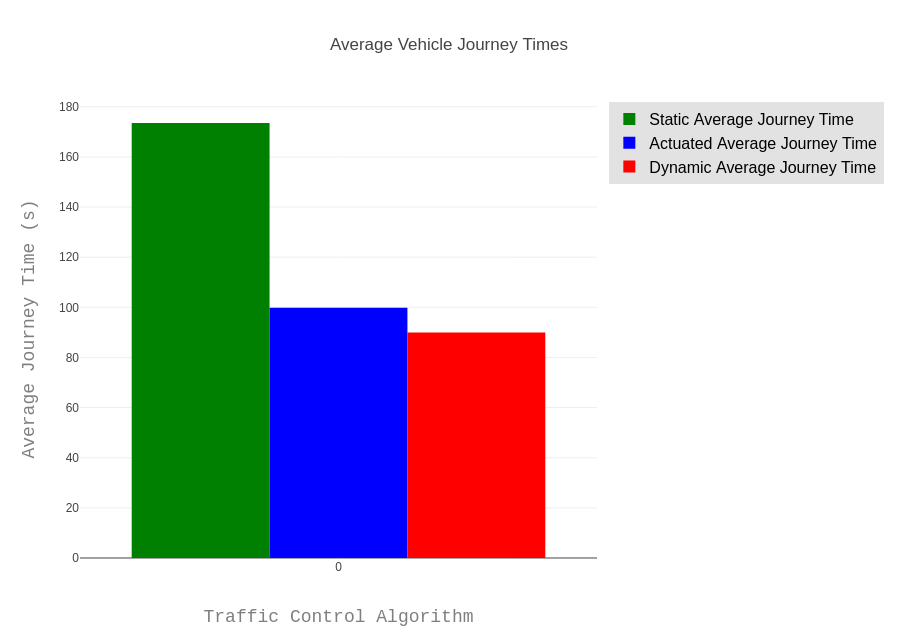 Average Vehicle Journey Times
180
160
140
120
100
80
60
40
20
0
0
Average Journey Time (s)
Traffic Control Algorithm
Static Average Journey Time
Actuated Average Journey Time
Dynamic Average Journey Time